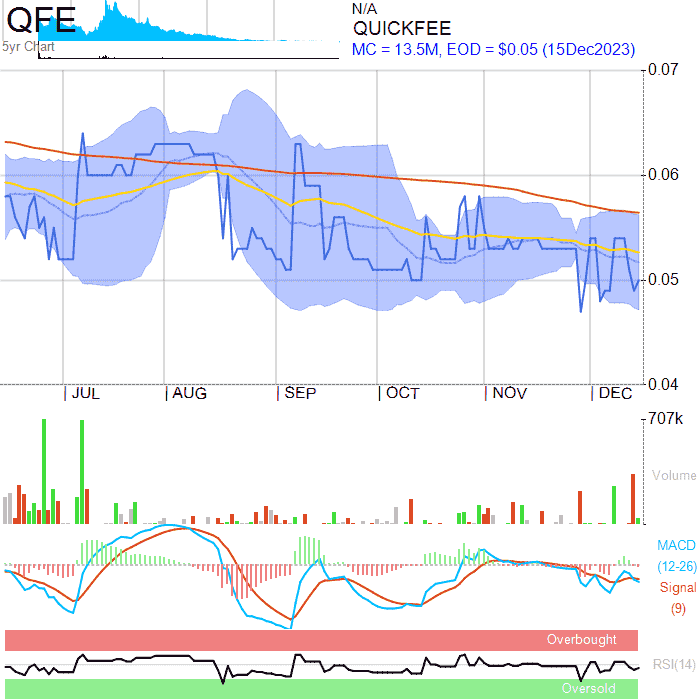 QFE
5yr Chart
N/A
QUICKFEE
MC = 13.5M, EOD = $0.05 (15Dec2023)
0.07
0.06
0.05
0.04
JUL AUG SEP OCT NOV DEC
707k
Volume
MACD
(12-26)
Signal
(9)
Overbought
RSI(14)
Oversold